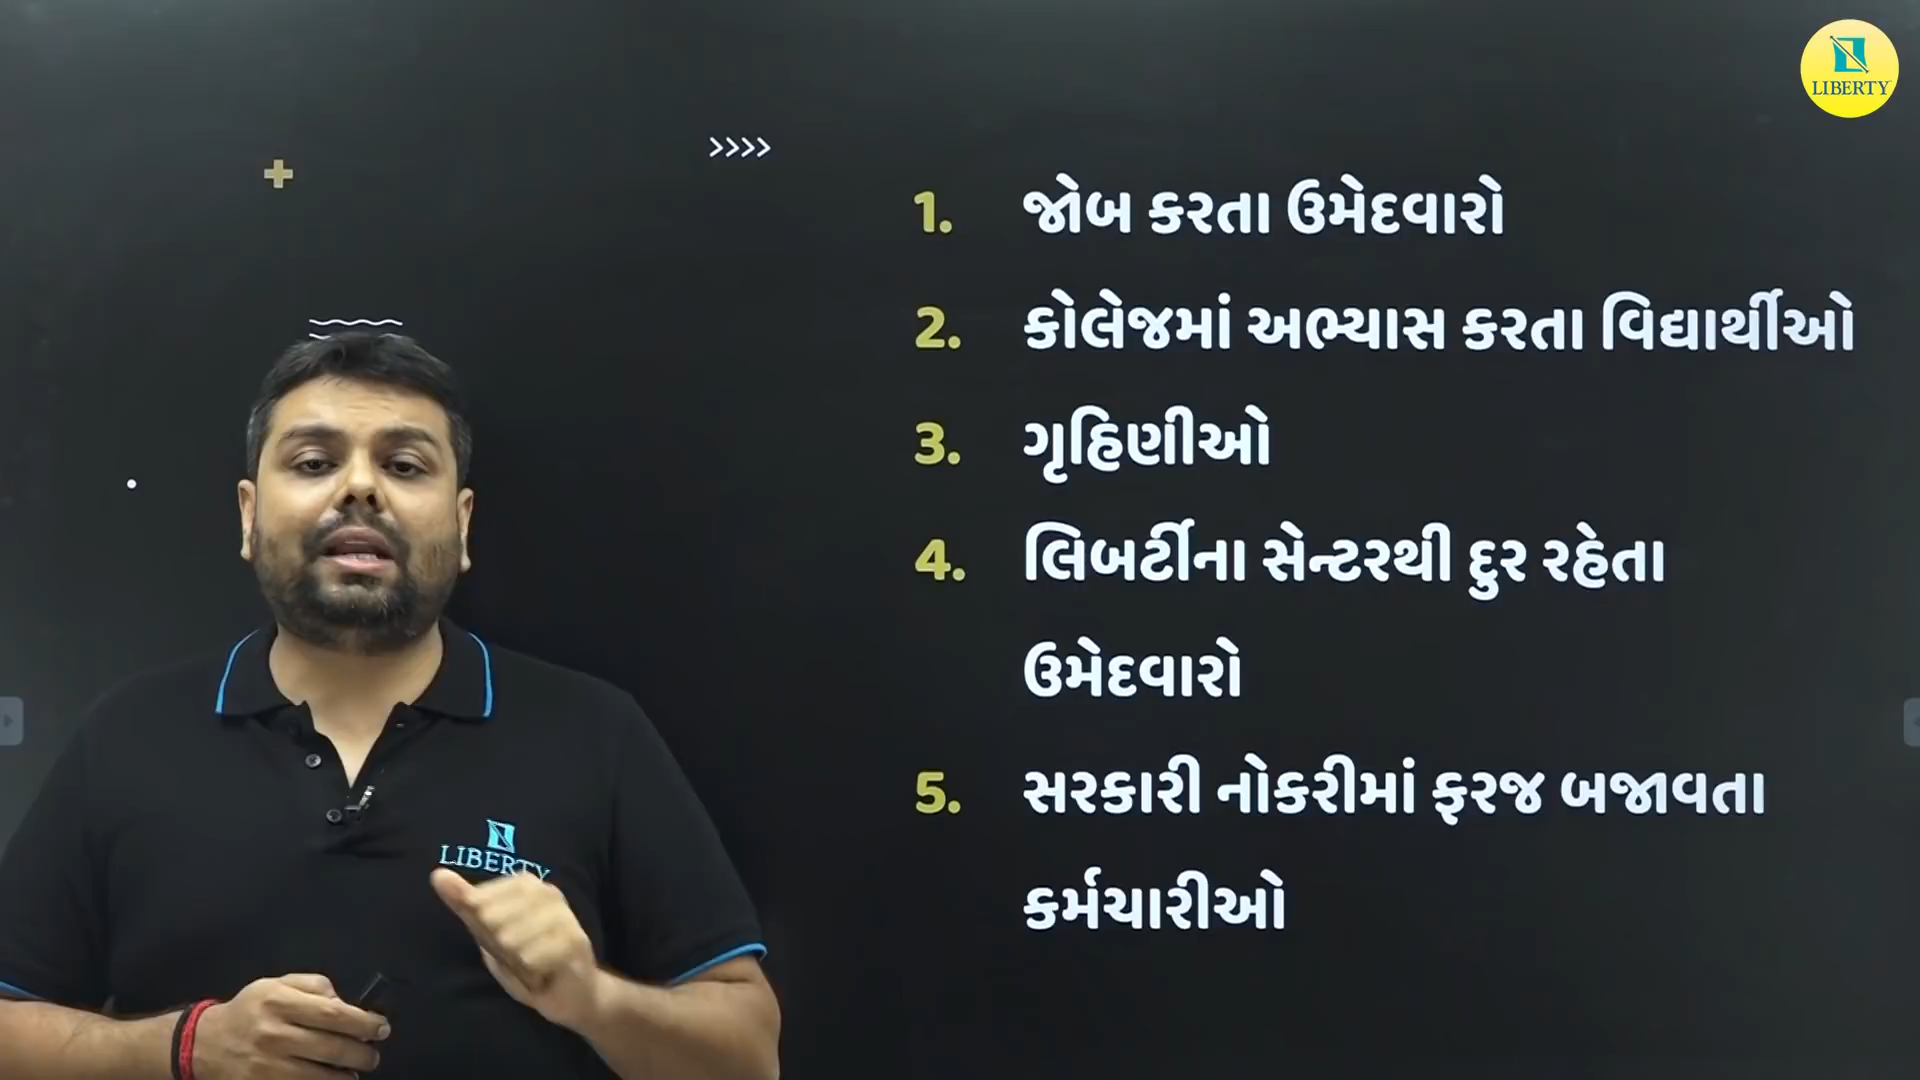 LIBERTY
>>>>
1. જોબ કરતા ઉમેદવારો
2. કોલેજમાં અભ્યાસ કરતા વિદ્યાર્થીઓ
3. ગૃહિણીઓ
4. લિબર્ટીના સેન્ટરથી દુર રહેતા
ઉમેદવારો
5. સરકારી નોકરીમાં ફરજ બજાવતા
કર્મચારીઓ
LIBERTY